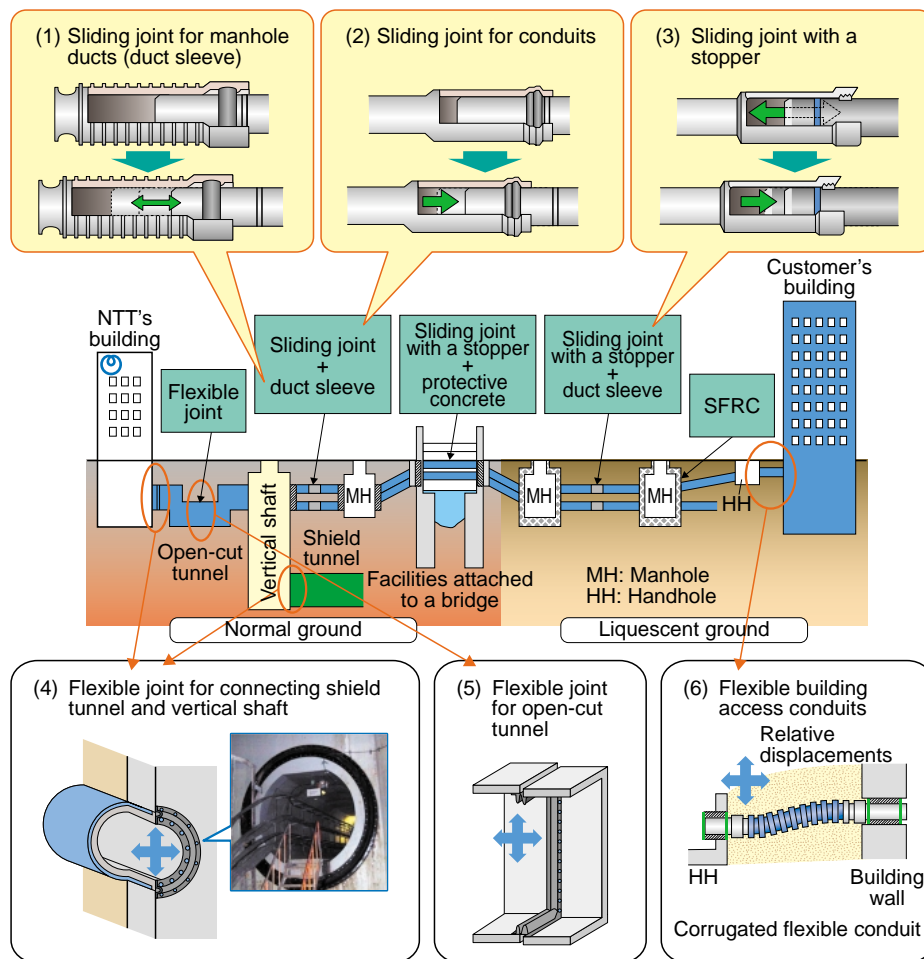 (1) Sliding joint for manhole
ducts (duct sleeve)
(2) Sliding joint for conduits
(3) Sliding joint with a
stopper
Customer's
building
NTT's
building
Flexible
joint
Sliding joint
+
duct sleeve
Sliding joint
with a stopper
+
protective
concrete
Sliding joint
with a stopper
+
duct sleeve
SFRC
MH
MH
MH
HH
Open-cut
tunnel
Vertical shaft
Shield
tunnel
Facilities attached
to a bridge
MH: Manhole
HH: Handhole
Normal ground
Liquescent ground
(4) Flexible joint for connecting shield
tunnel and vertical shaft
(5) Flexible joint
for open-cut
tunnel
(6) Flexible building
access conduits
Relative
displacements
HH
Building
wall
Corrugated flexible conduit